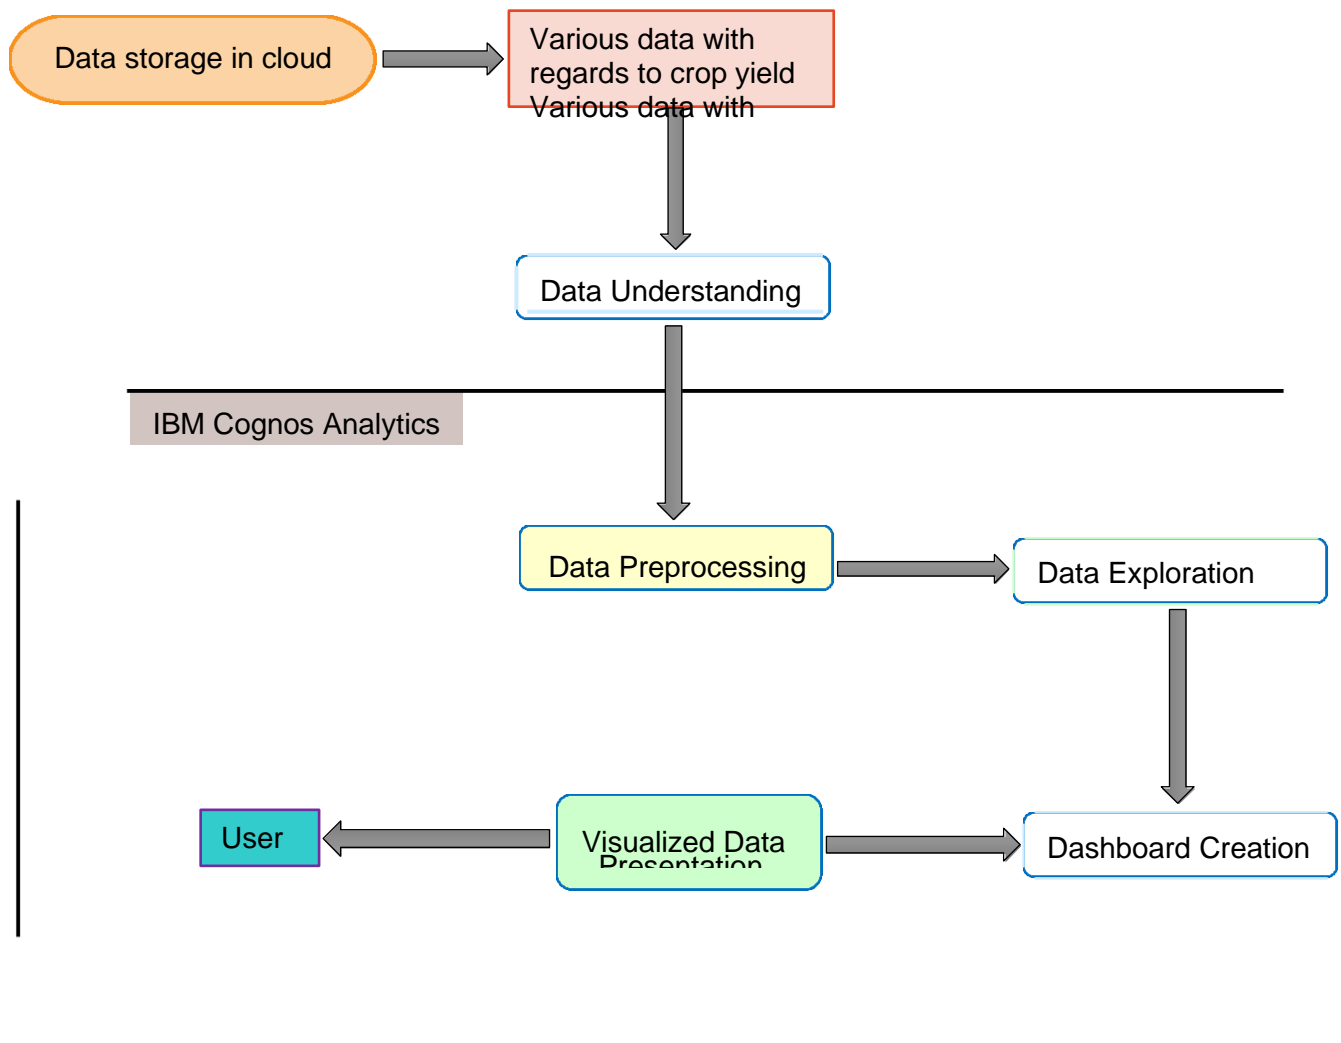 Data storage in cloud
Various data with
regards to crop yield
Various data with
Data Understanding
IBM Cognos Analytics
Data Preprocessing
Data Exploration
User
Visualized Data
Presentation
Dashboard Creation